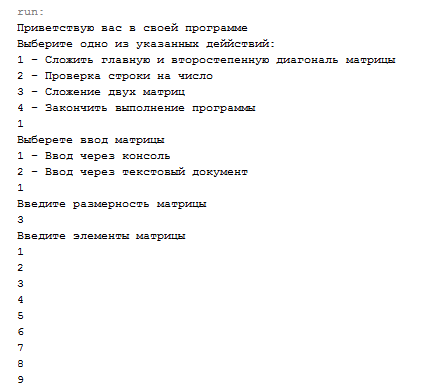 run:
Приветствую вас в своей программе
Выберите одно из указанных деййствий:
1 - Сложить главную и второстепенную диагональ матрицы
2 - Проверка строки на число
3 - Сложение двух матриц
4 - Закончить выполнение программы
1
Выберете ввод матрицы
1 - Ввод через консоль
2 - Ввод через текстовый документ
1
Введите размерность матрицы
3
Введите элементы матрицы
1
2
3
4
5
6
7
8
9